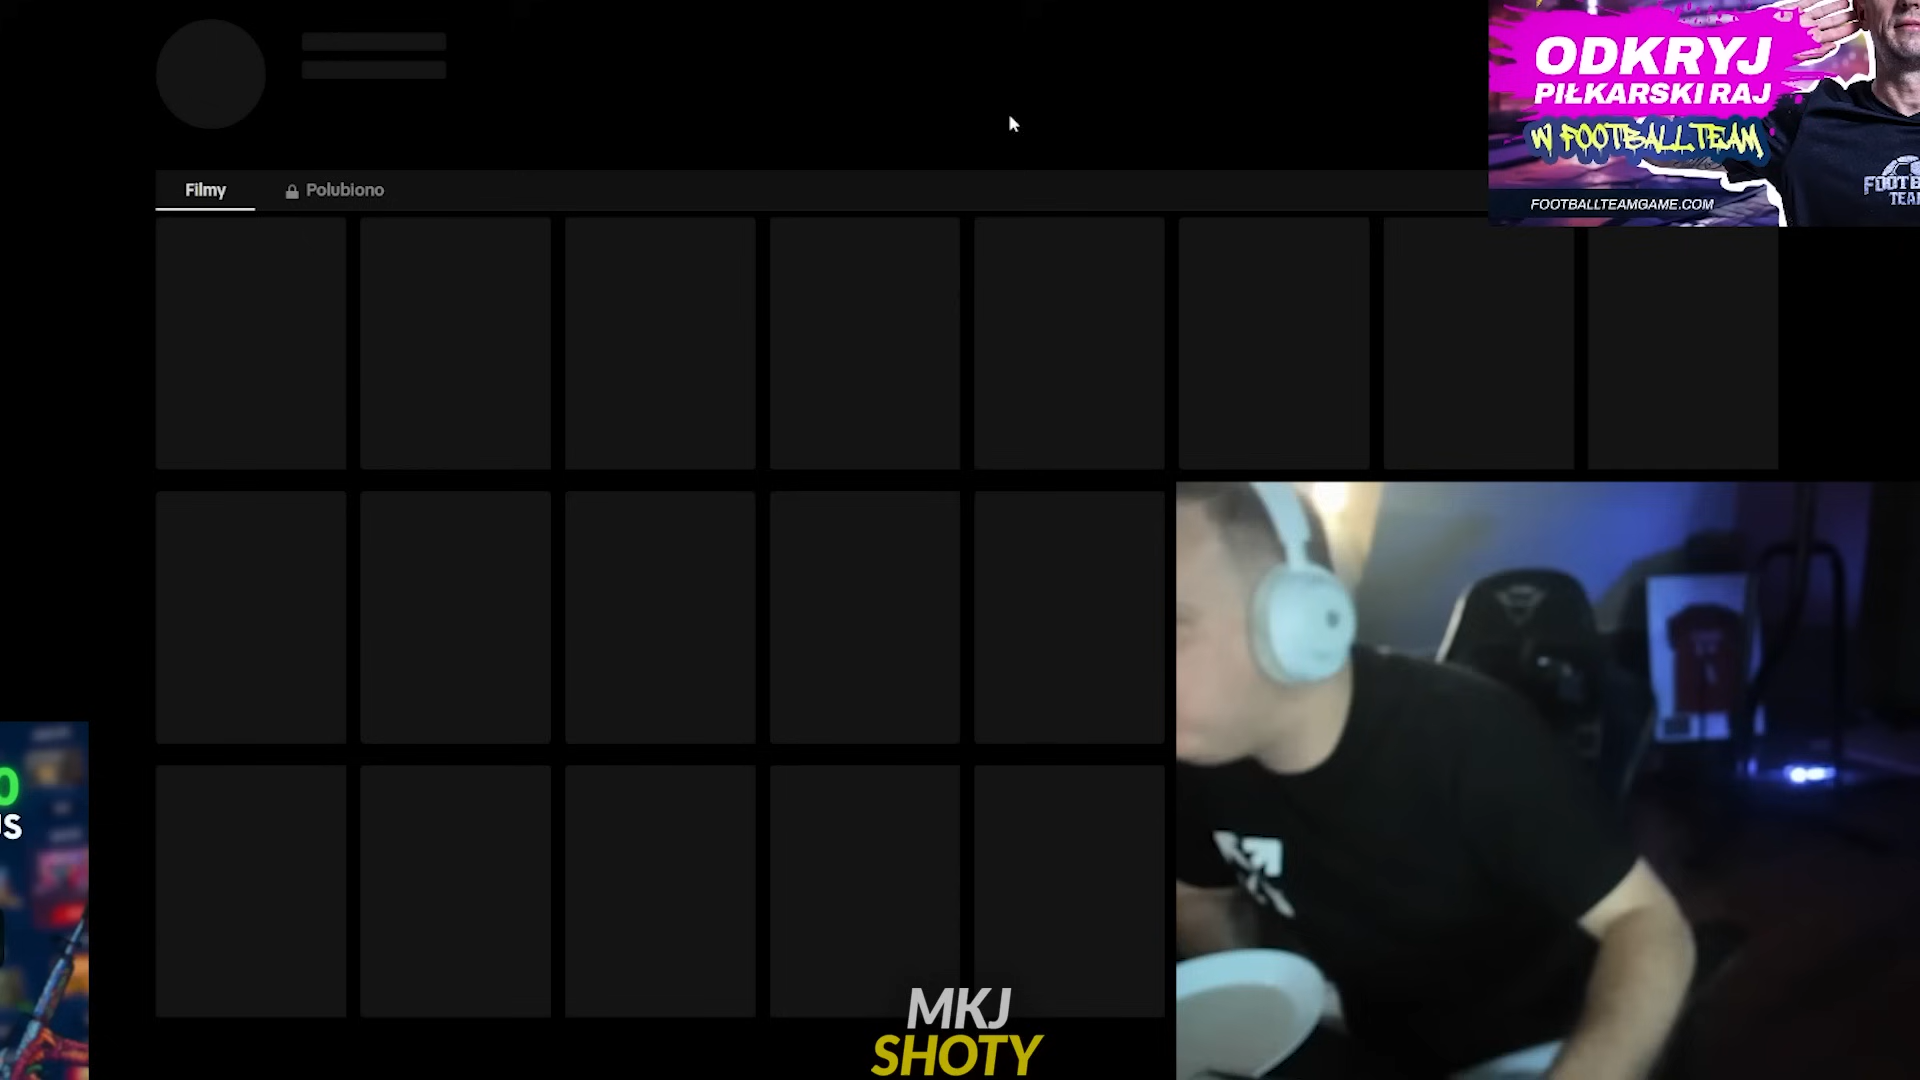 ODKRYJ
PIŁKARSKI RAJ
W FOOTBALLTEAM
FOOTBALLTEAMGAME.COM
Filmy
Polubiono
MKJ
SHOTY